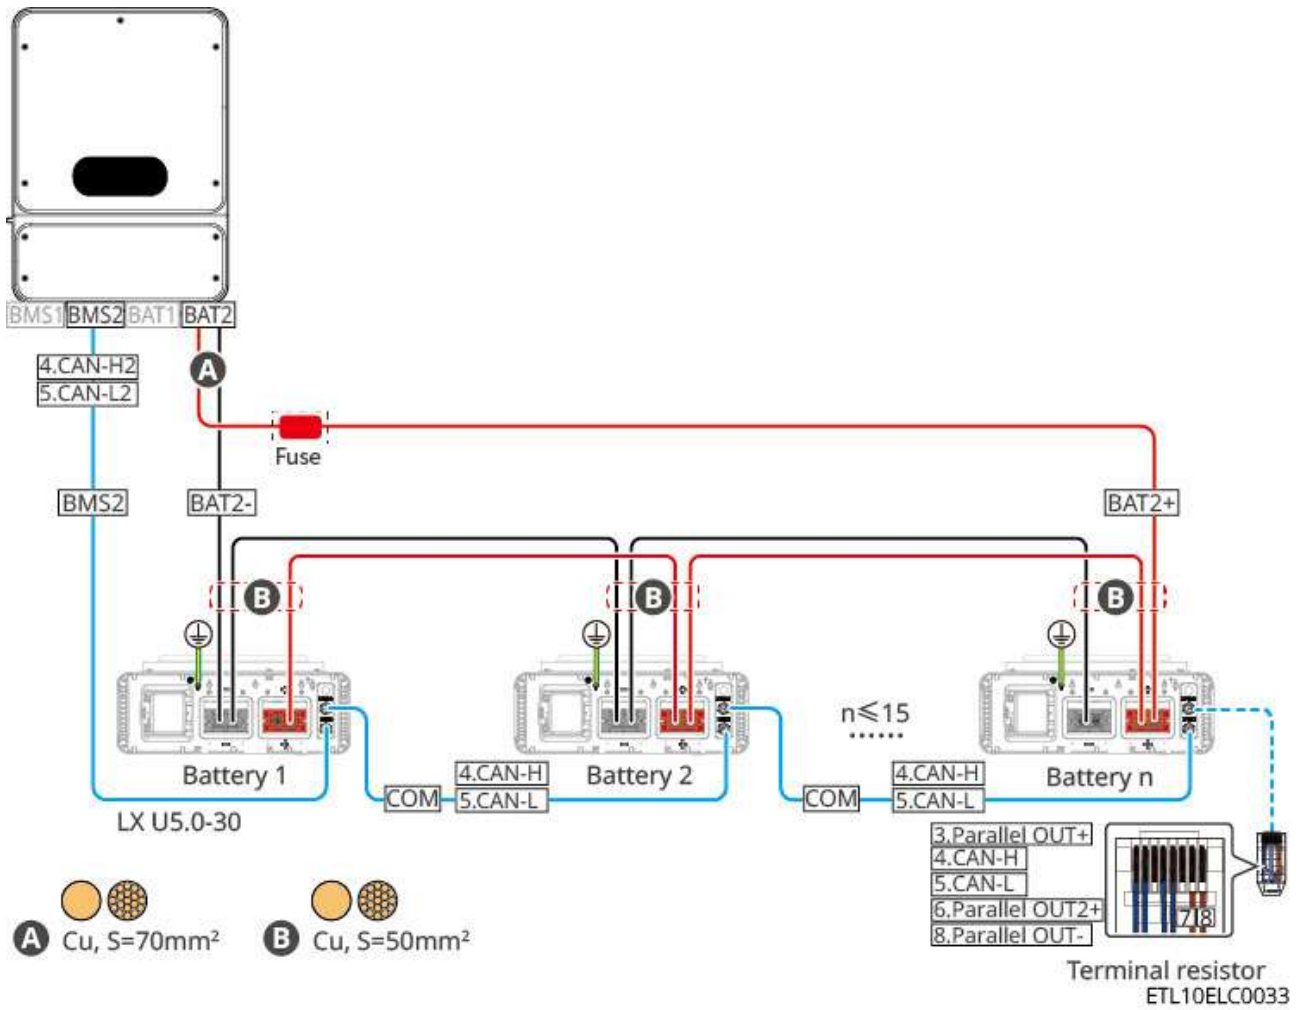 BMS1 BMS2 BAT1 BAT2
4.CAN-H2
5.CAN-L2
A
Fuse
BMS2
BAT2-
BAT2+
B
B
B
n≤15
······
Battery 1
Battery 2
Battery n
4.CAN-H
5.CAN-L
COM
4.CAN-H
5.CAN-L
COM
LX U5.0-30
3.Parallel OUT+
4.CAN-H
5.CAN-L
6.Parallel OUT2+
8.Parallel OUT-
7 8
A Cu, S=70mm²
B Cu, S=50mm²
Terminal resistor
ETL10ELC0033